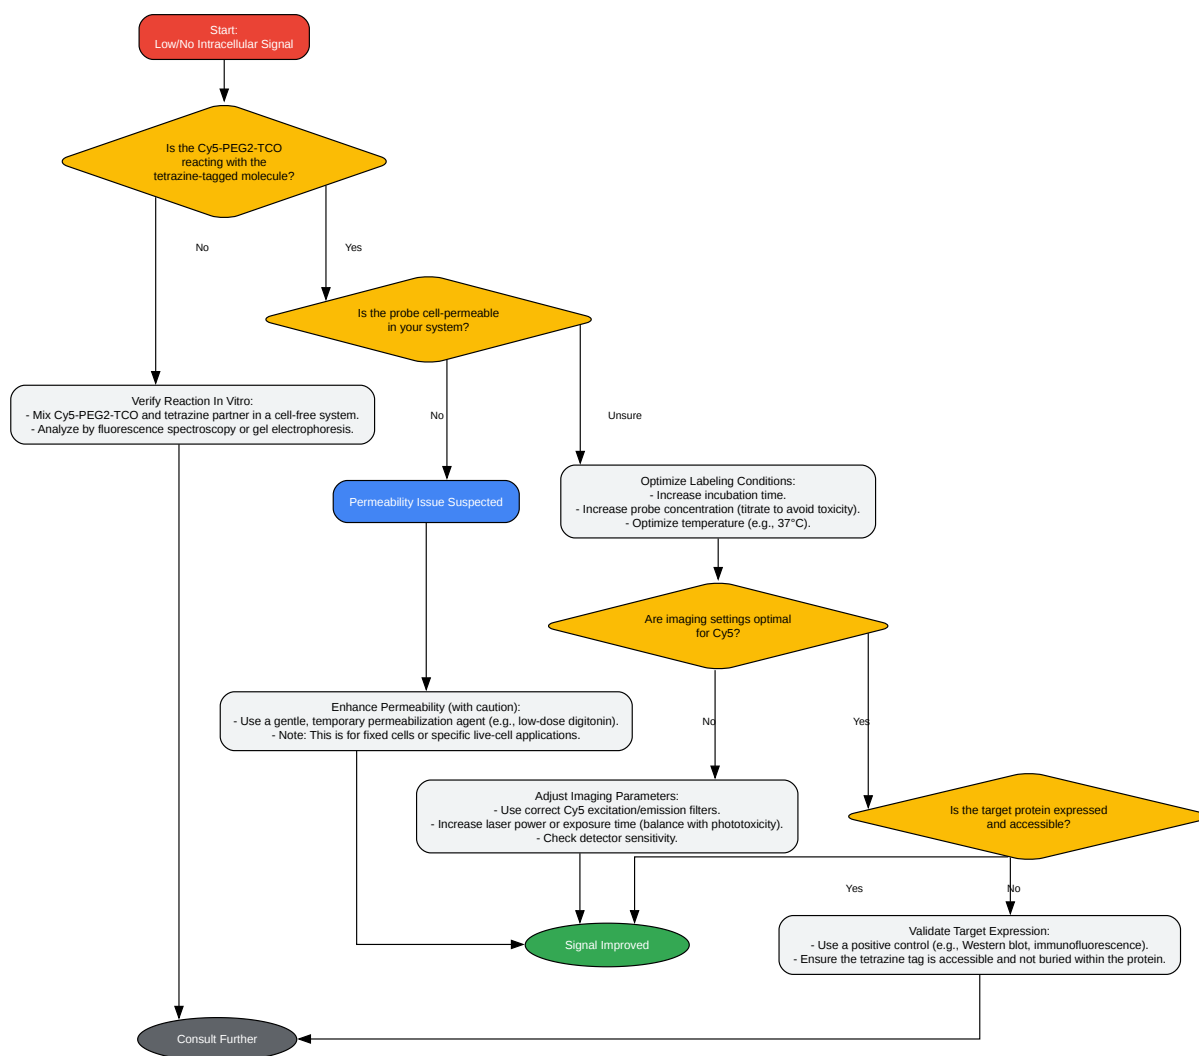 Start:
Low/No Intracellular Signal
Is the Cy5-PEG2-TCO
reacting with the
tetrazine-tagged molecule?
No
Yes
Is the probe cell-permeable
in your system?
Verify Reaction In Vitro:
- Mix Cy5-PEG2-TCO and tetrazine partner in a cell-free system.
- Analyze by fluorescence spectroscopy or gel electrophoresis.
No
Unsure
Permeability Issue Suspected
Optimize Labeling Conditions:
- Increase incubation time.
- Increase probe concentration (titrate to avoid toxicity).
- Optimize temperature (e.g., 37°C).
Are imaging settings optimal
for Cy5?
Enhance Permeability (with caution):
- Use a gentle, temporary permeabilization agent (e.g., low-dose digitonin).
- Note: This is for fixed cells or specific live-cell applications.
No
Yes
Adjust Imaging Parameters:
- Use correct Cy5 excitation/emission filters.
- Increase laser power or exposure time (balance with phototoxicity).
- Check detector sensitivity.
Is the target protein expressed
and accessible?
Yes
No
Signal Improved
Validate Target Expression:
- Use a positive control (e.g., Western blot, immunofluorescence).
- Ensure the tetrazine tag is accessible and not buried within the protein.
Consult Further